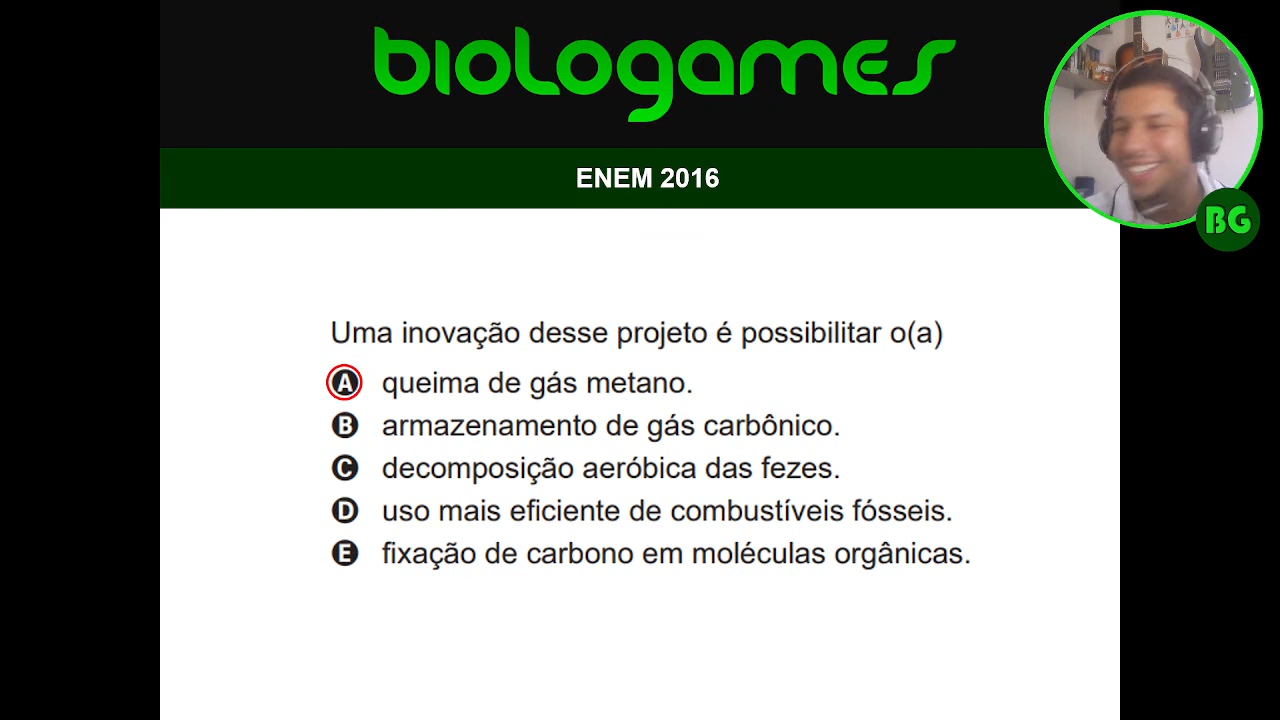 BIOLOGAMES
ENEM 2016
BG
Uma inovação desse projeto é possibilitar o(a)
A queima de gás metano.
B armazenamento de gás carbônico.
C decomposição aeróbica das fezes.
D uso mais eficiente de combustíveis fósseis.
E fixação de carbono em moléculas orgânicas.